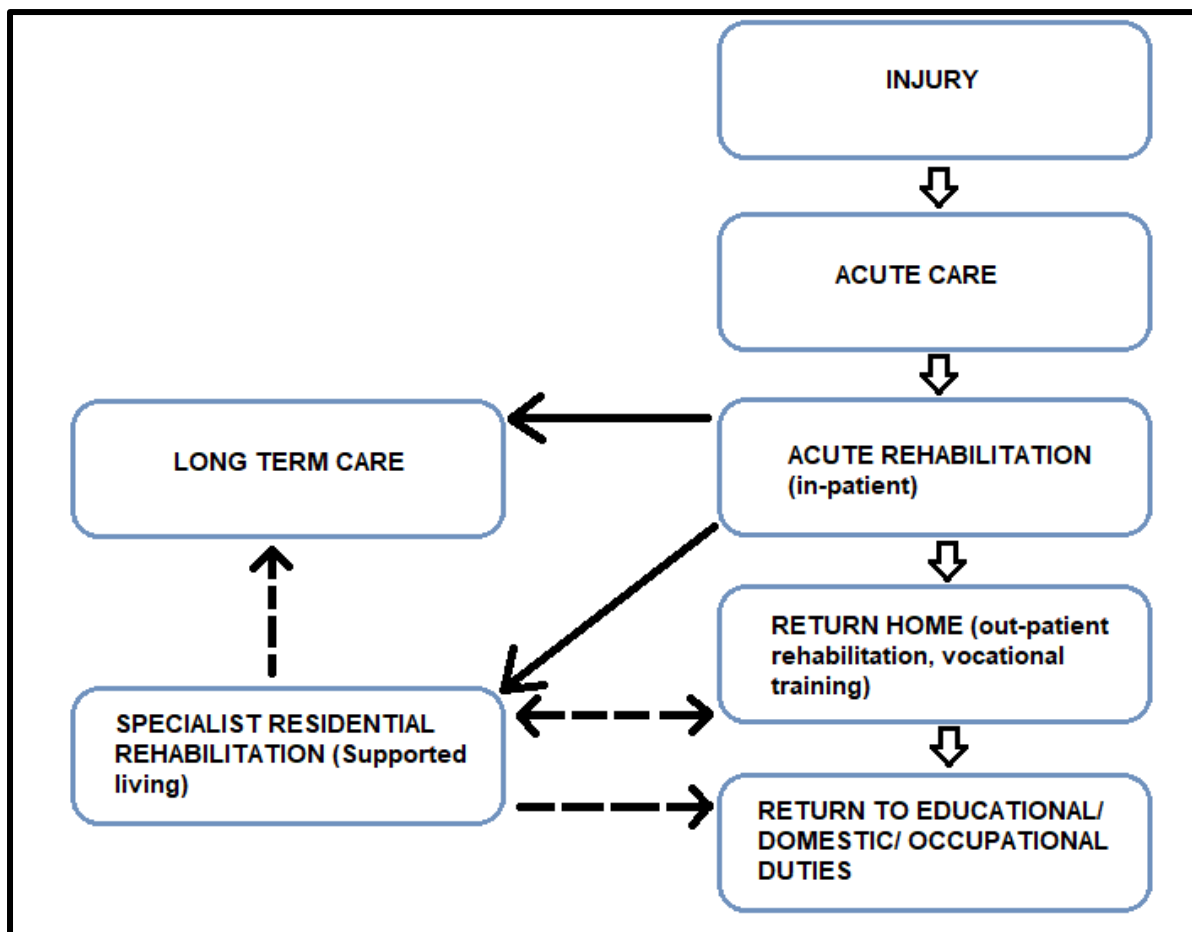 INJURY
ACUTE CARE
ACUTE REHABILITATION
(in-patient)
LONG TERM CARE
RETURN HOME (out-patient
rehabilitation, vocational
training)
SPECIALIST RESIDENTIAL
REHABILITATION (Supported
living)
RETURN TO EDUCATIONAL/
DOMESTIC/ OCCUPATIONAL
DUTIES